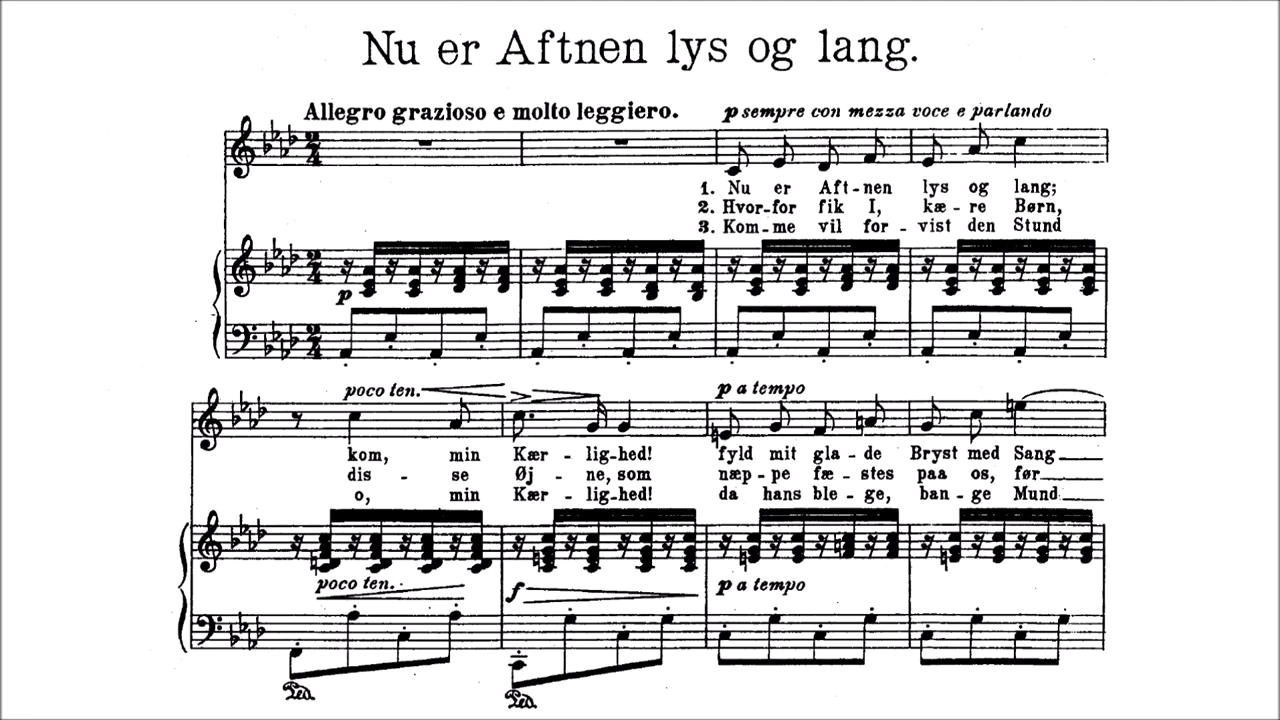 Nu er Aftnen lys og lang.
Allegro grazioso e molto leggiero. p sempre con mezza voce e parlando
1. Nu er Aft-nen lys og lang;
2. Hvor-for fik I, kæ-re Børn,
3. Kom-me vil for-vist den Stund
p
poco ten. p a tempo
kom, min Kær-lig-hed! fyld mit gla-de Bryst med Sang
dis-se Øj-ne, som næp-pe fæ-stes paa os, før
o, min Kær-lig-hed! da hans ble-ge, ban-ge Mund
poco ten. f p a tempo
Ped. Ped.